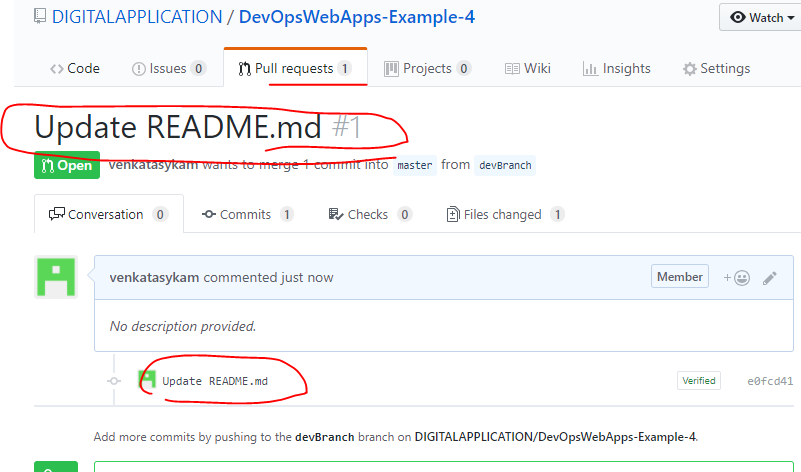 DIGITALAPPLICATION / DevOpsWebApps-Example-4
Watch
Code Issues 0 Pull requests 1 Projects 0 Wiki Insights Settings
Update README.md #1
Open venkatasykam wants to merge 1 commit into master from devBranch
Conversation 0 Commits 1 Checks 0 Files changed 1
venkatasykam commented just now Member +
No description provided.
Update README.md Verified e0fcd41
Add more commits by pushing to the devBranch branch on DIGITALAPPLICATION/DevOpsWebApps-Example-4.